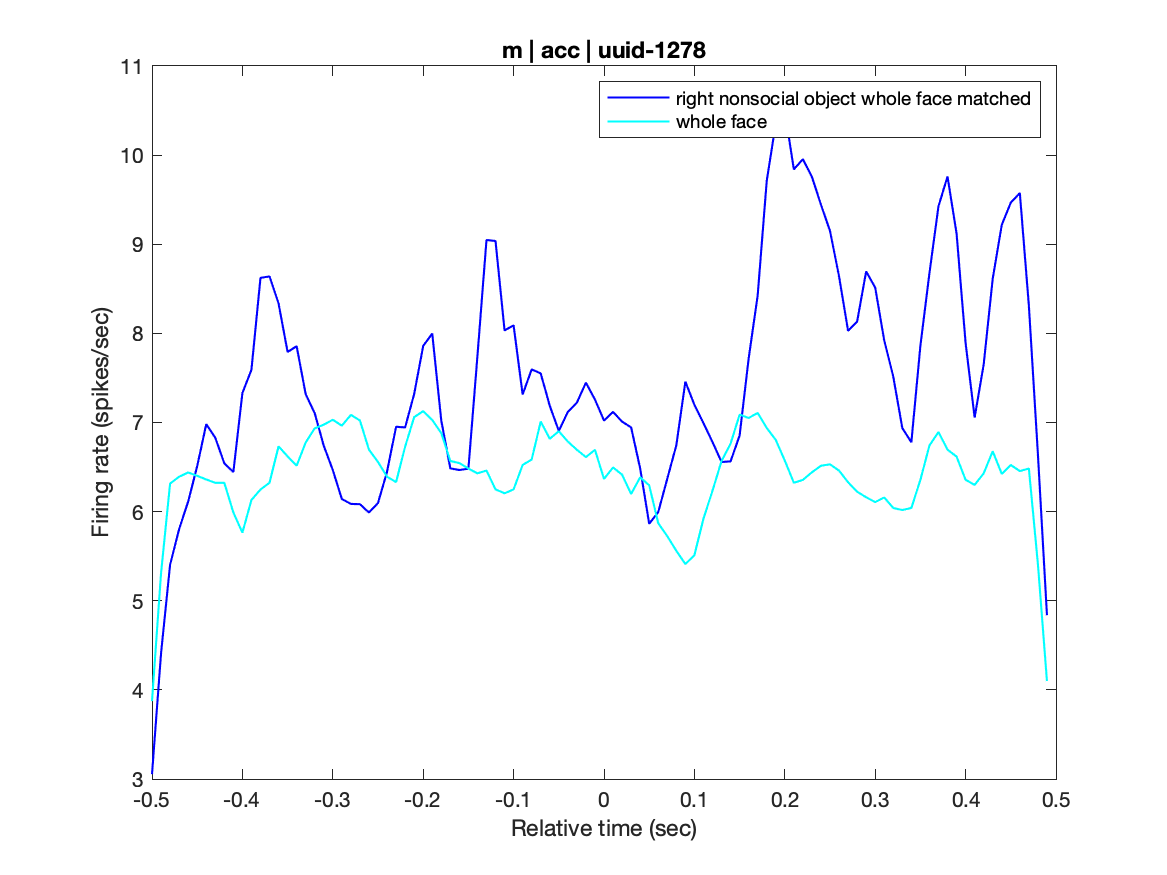 m | acc | uuid-1278
right nonsocial object whole face matched
whole face
Firing rate (spikes/sec)
11
10
9
8
7
6
5
4
3
-0.5 -0.4 -0.3 -0.2 -0.1 0 0.1 0.2 0.3 0.4 0.5
Relative time (sec)